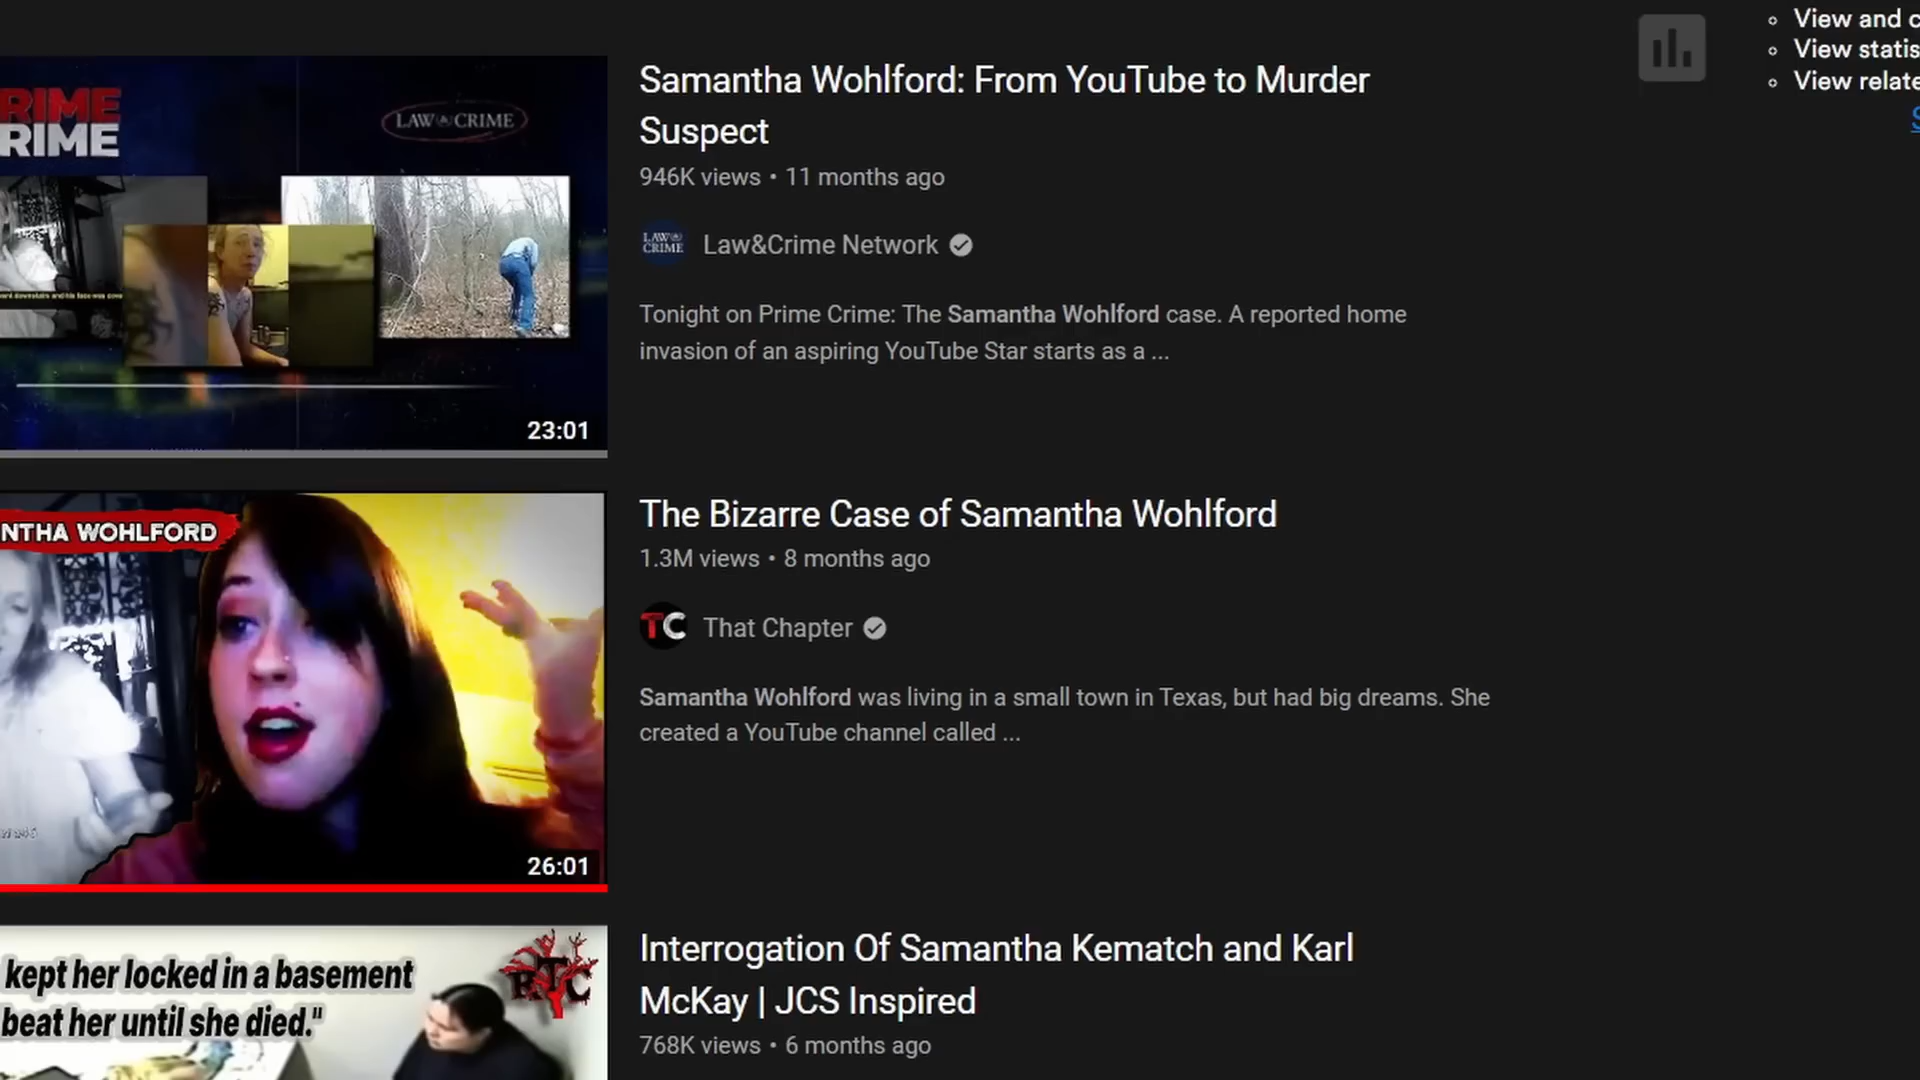 View and c
View statis
View relate
S
RIME
RIME
LAW & CRIME
23:01
Samantha Wohlford: From YouTube to Murder
Suspect
946K views • 11 months ago
LAW & CRIME
Law&Crime Network
Tonight on Prime Crime: The Samantha Wohlford case. A reported home
invasion of an aspiring YouTube Star starts as a ...
NTHA WOHLFORD
26:01
The Bizarre Case of Samantha Wohlford
1.3M views • 8 months ago
TC
That Chapter
Samantha Wohlford was living in a small town in Texas, but had big dreams. She
created a YouTube channel called ...
kept her locked in a basement
beat her until she died."
RTC
Interrogation Of Samantha Kematch and Karl
McKay | JCS Inspired
768K views • 6 months ago